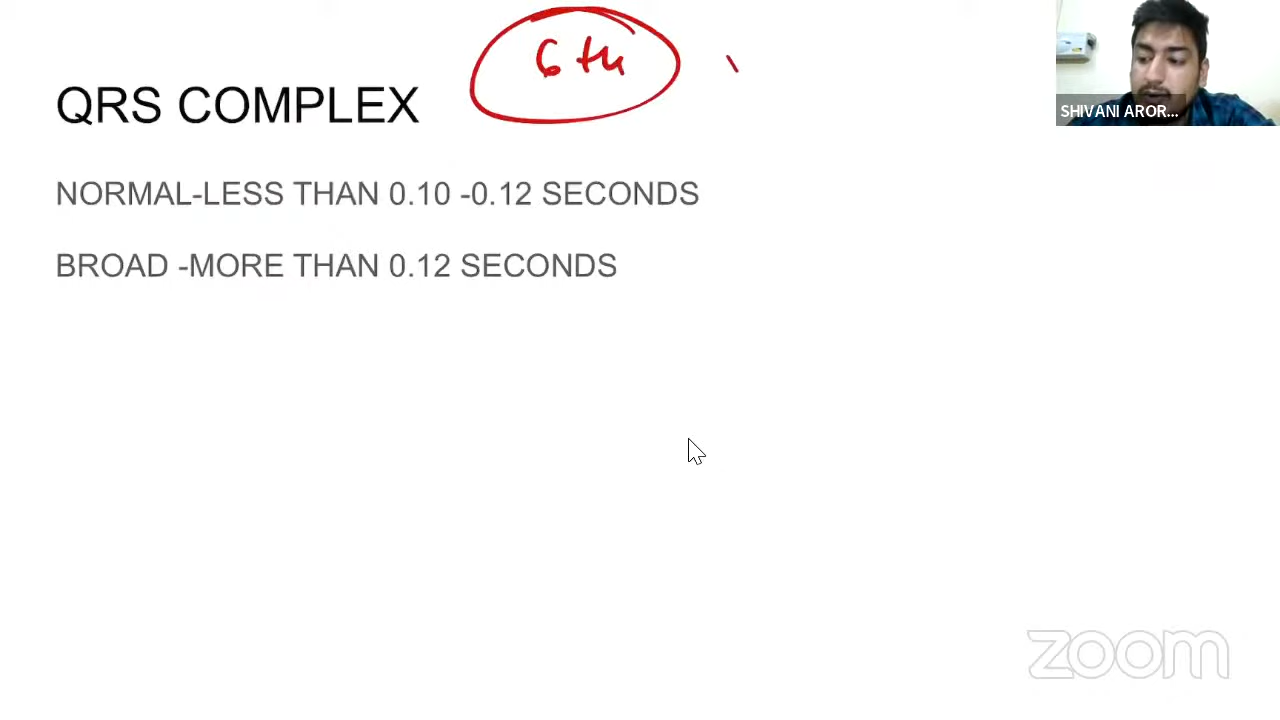 6th
QRS COMPLEX
SHIVANI AROR...
NORMAL-LESS THAN 0.10 -0.12 SECONDS
BROAD -MORE THAN 0.12 SECONDS
zoom